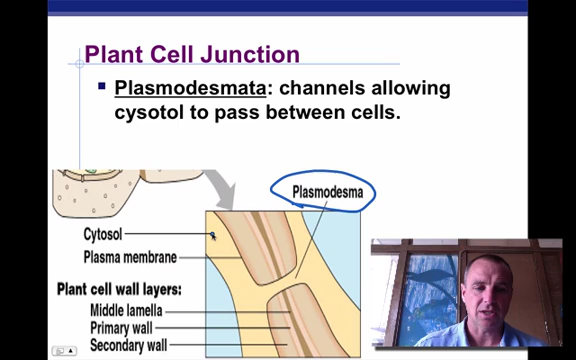 Plant Cell Junction
Plasmodesmata: channels allowing
cysotol to pass between cells.
Plasmodesma
Cytosol
Plasma membrane
Plant cell wall layers:
Middle lamella
Primary wall
Secondary wall